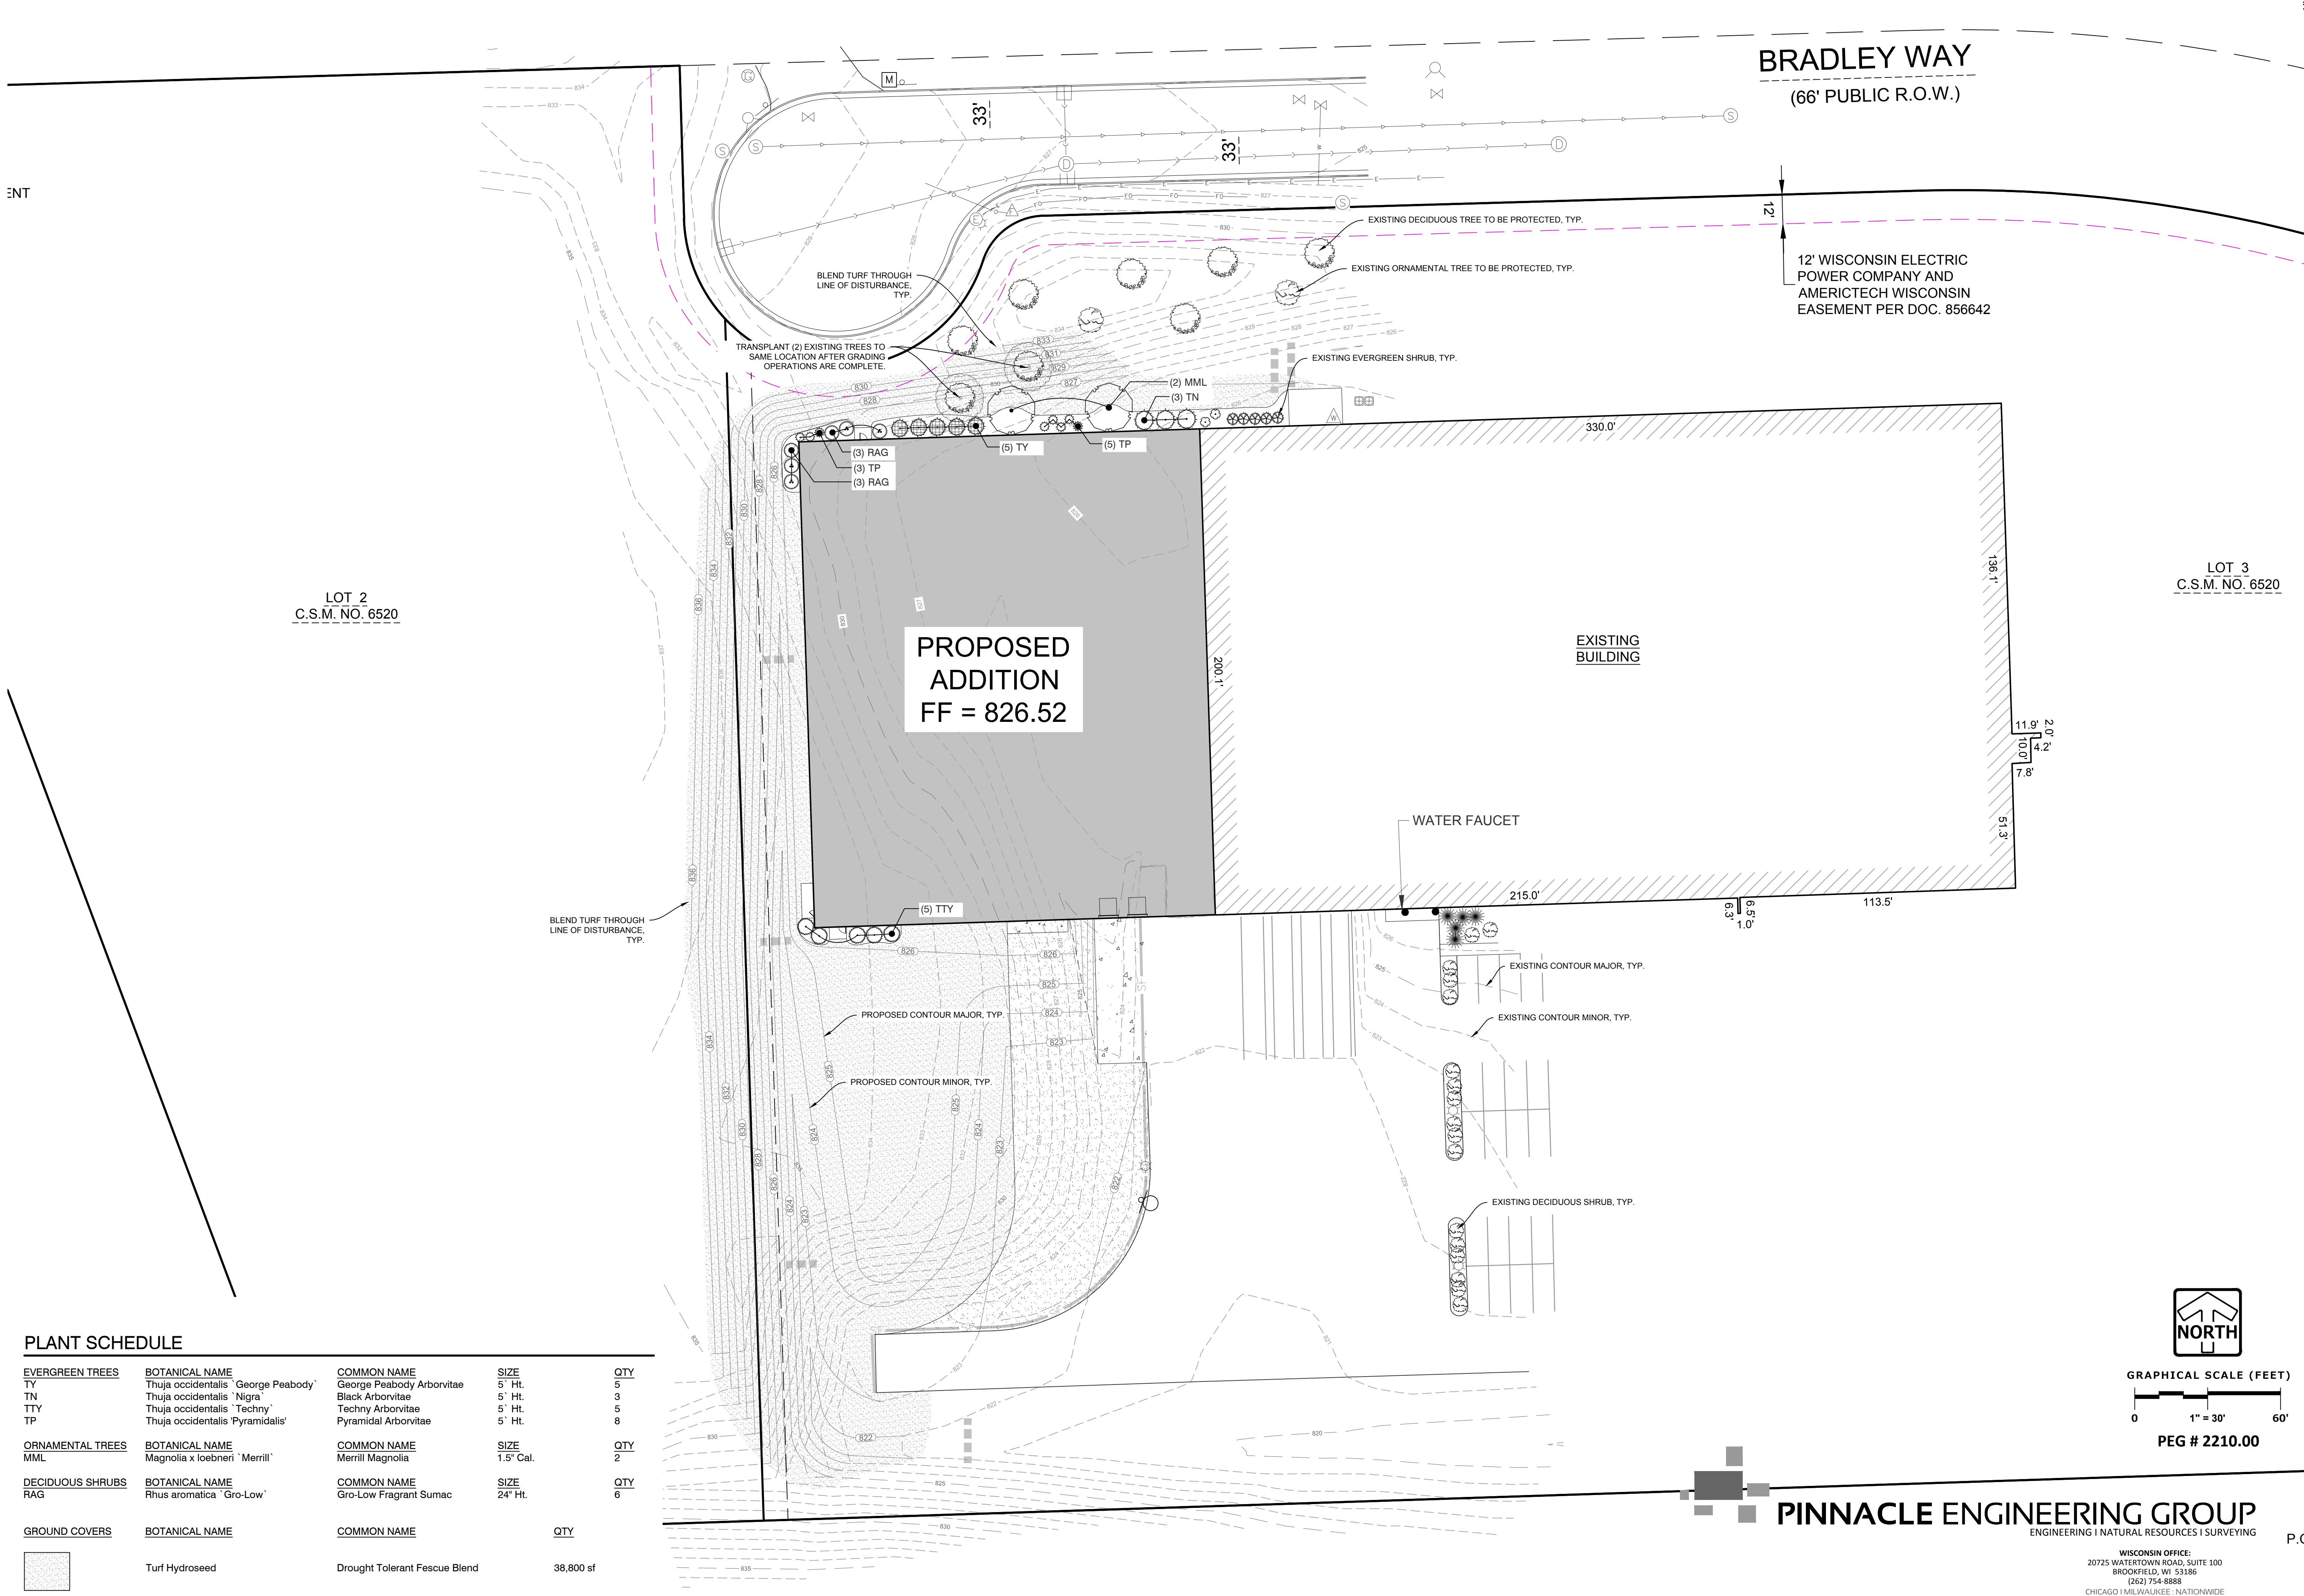 BRADLEY WAY
(66' PUBLIC R.O.W.)
M
33'
33'
ENT
12'
EXISTING DECIDUOUS TREE TO BE PROTECTED, TYP.
EXISTING ORNAMENTAL TREE TO BE PROTECTED, TYP.
12' WISCONSIN ELECTRIC
POWER COMPANY AND
AMERICTECH WISCONSIN
EASEMENT PER DOC. 856642
BLEND TURF THROUGH
LINE OF DISTURBANCE,
TYP.
TRANSPLANT (2) EXISTING TREES TO
SAME LOCATION AFTER GRADING
OPERATIONS ARE COMPLETE.
EXISTING EVERGREEN SHRUB, TYP.
(2) MML
(3) TN
(5) TY
(5) TP
(3) RAG
(3) TP
(3) RAG
330.0'
136.1'
LOT 2
C.S.M. NO. 6520
LOT 3
C.S.M. NO. 6520
PROPOSED
ADDITION
FF = 826.52
200.1'
EXISTING
BUILDING
11.9'
2.0'
10.0'
4.2'
7.8'
51.3'
WATER FAUCET
215.0'
6.3'
6.5'
1.0'
113.5'
(5) TTY
BLEND TURF THROUGH
LINE OF DISTURBANCE,
TYP.
EXISTING CONTOUR MAJOR, TYP.
EXISTING CONTOUR MINOR, TYP.
PROPOSED CONTOUR MAJOR, TYP.
PROPOSED CONTOUR MINOR, TYP.
EXISTING DECIDUOUS SHRUB, TYP.
PLANT SCHEDULE
EVERGREEN TREES BOTANICAL NAME COMMON NAME SIZE QTY
TY Thuja occidentalis `George Peabody` George Peabody Arborvitae 5` Ht. 5
TN Thuja occidentalis `Nigra` Black Arborvitae 5` Ht. 3
TTY Thuja occidentalis `Techny` Techny Arborvitae 5` Ht. 5
TP Thuja occidentalis 'Pyramidalis' Pyramidal Arborvitae 5` Ht. 8
ORNAMENTAL TREES BOTANICAL NAME COMMON NAME SIZE QTY
MML Magnolia x loebneri `Merrill` Merrill Magnolia 1.5" Cal. 2
DECIDUOUS SHRUBS BOTANICAL NAME COMMON NAME SIZE QTY
RAG Rhus aromatica `Gro-Low` Gro-Low Fragrant Sumac 24" Ht. 6
GROUND COVERS BOTANICAL NAME COMMON NAME QTY
Turf Hydroseed Drought Tolerant Fescue Blend 38,800 sf
NORTH
GRAPHICAL SCALE (FEET)
0 1" = 30' 60'
PEG # 2210.00
PINNACLE ENGINEERING GROUP
ENGINEERING I NATURAL RESOURCES I SURVEYING
WISCONSIN OFFICE:
20725 WATERTOWN ROAD, SUITE 100
BROOKFIELD, WI 53186
(262) 754-8888
CHICAGO I MILWAUKEE : NATIONWIDE